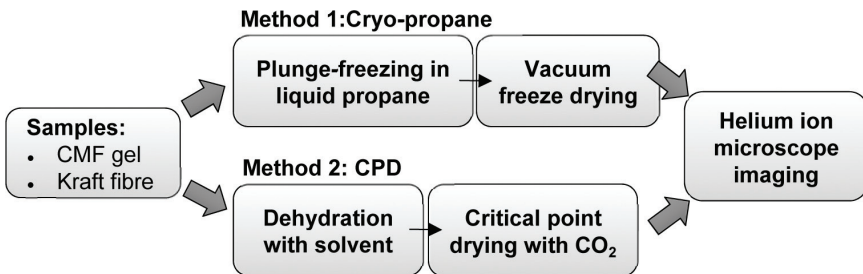 Method 1:Cryo-propane
Plunge-freezing in
liquid propane
Vacuum
freeze drying
Samples:
• CMF gel
• Kraft fibre
Helium ion
microscope
imaging
Method 2: CPD
Dehydration
with solvent
Critical point
drying with CO₂